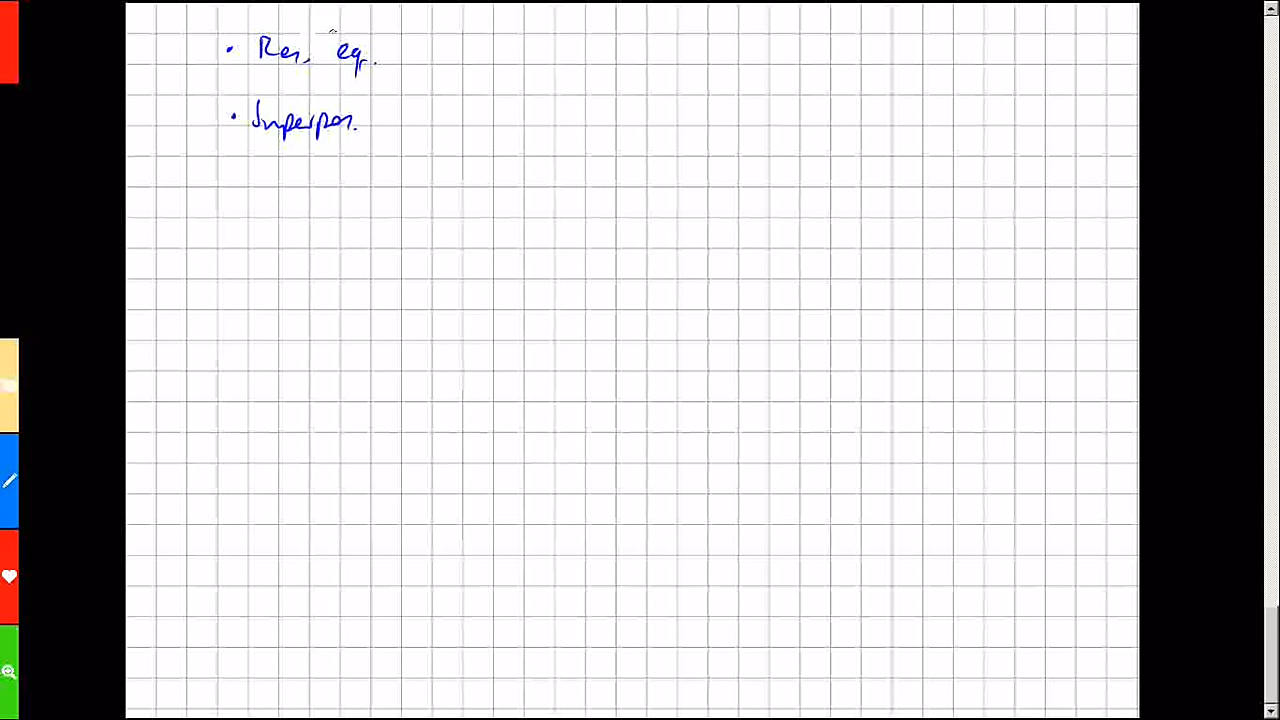 • Res. eq.
• Superpos.